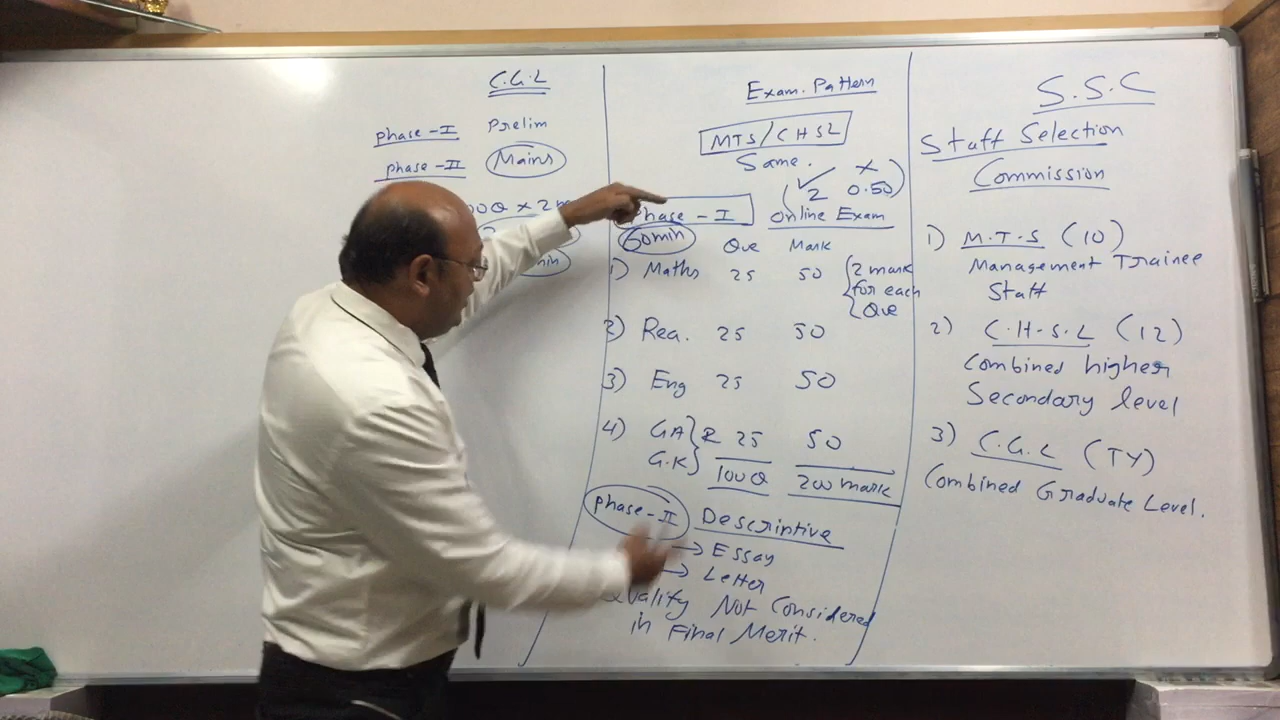 C.G.L
Phase-I Prelim
Phase-II Mains
Exam. Pattern
MTS/CHSL
Same.
✓ ×
2 0.50
Phase - I Online Exam
60min Que Mark
1) Maths 25 50 2 mark
for each
Que
2) Rea. 25 50
3) Eng 25 50
4) GA 25 50
G.K 100Q 200 mark
Phase-II Descriptive
→ Essay
→ Letter
Qualify Not Considered
in Final Merit.
S.S.C
Staff Selection
Commission
1) M.T.S (10)
Management Trainee
Staff
2) C.H.S.L (12)
Combined higher
Secondary level
3) C.G.L (TY)
Combined Graduate Level.